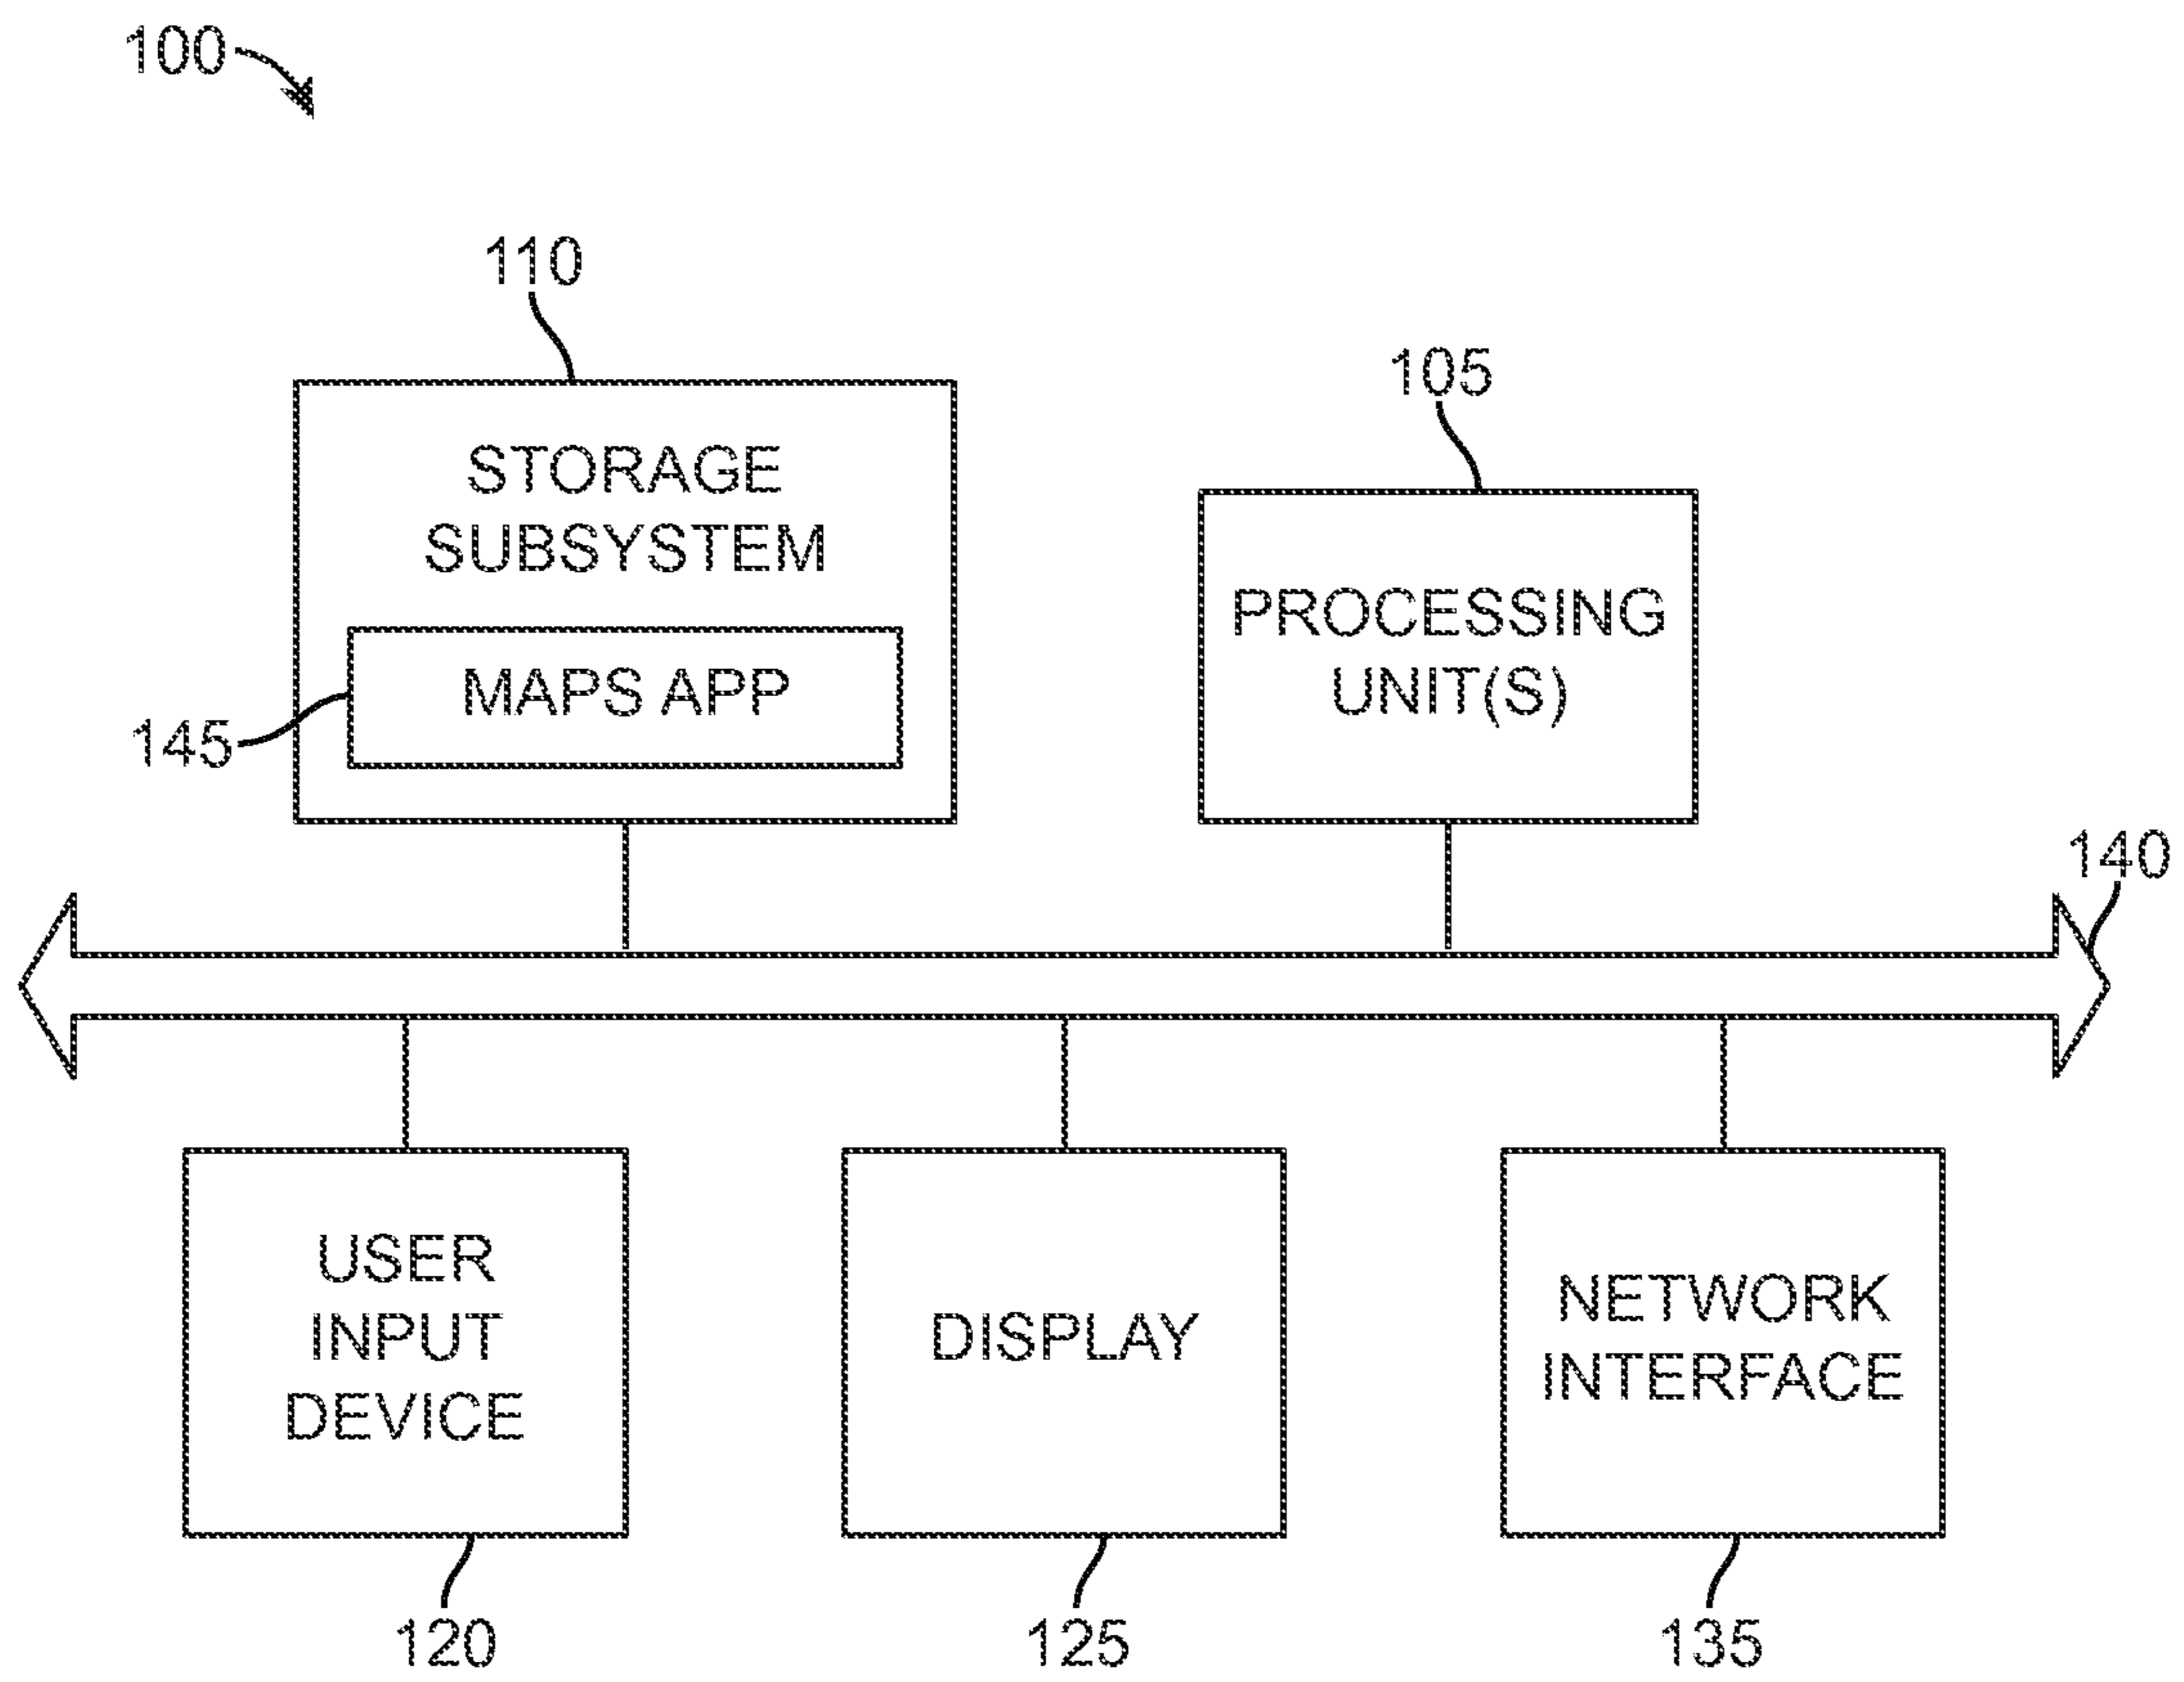 100
110
105
STORAGE
SUBSYSTEM
PROCESSING
UNIT(S)
MAPS APP
145
140
USER
INPUT
DEVICE
DISPLAY
NETWORK
INTERFACE
120
125
135